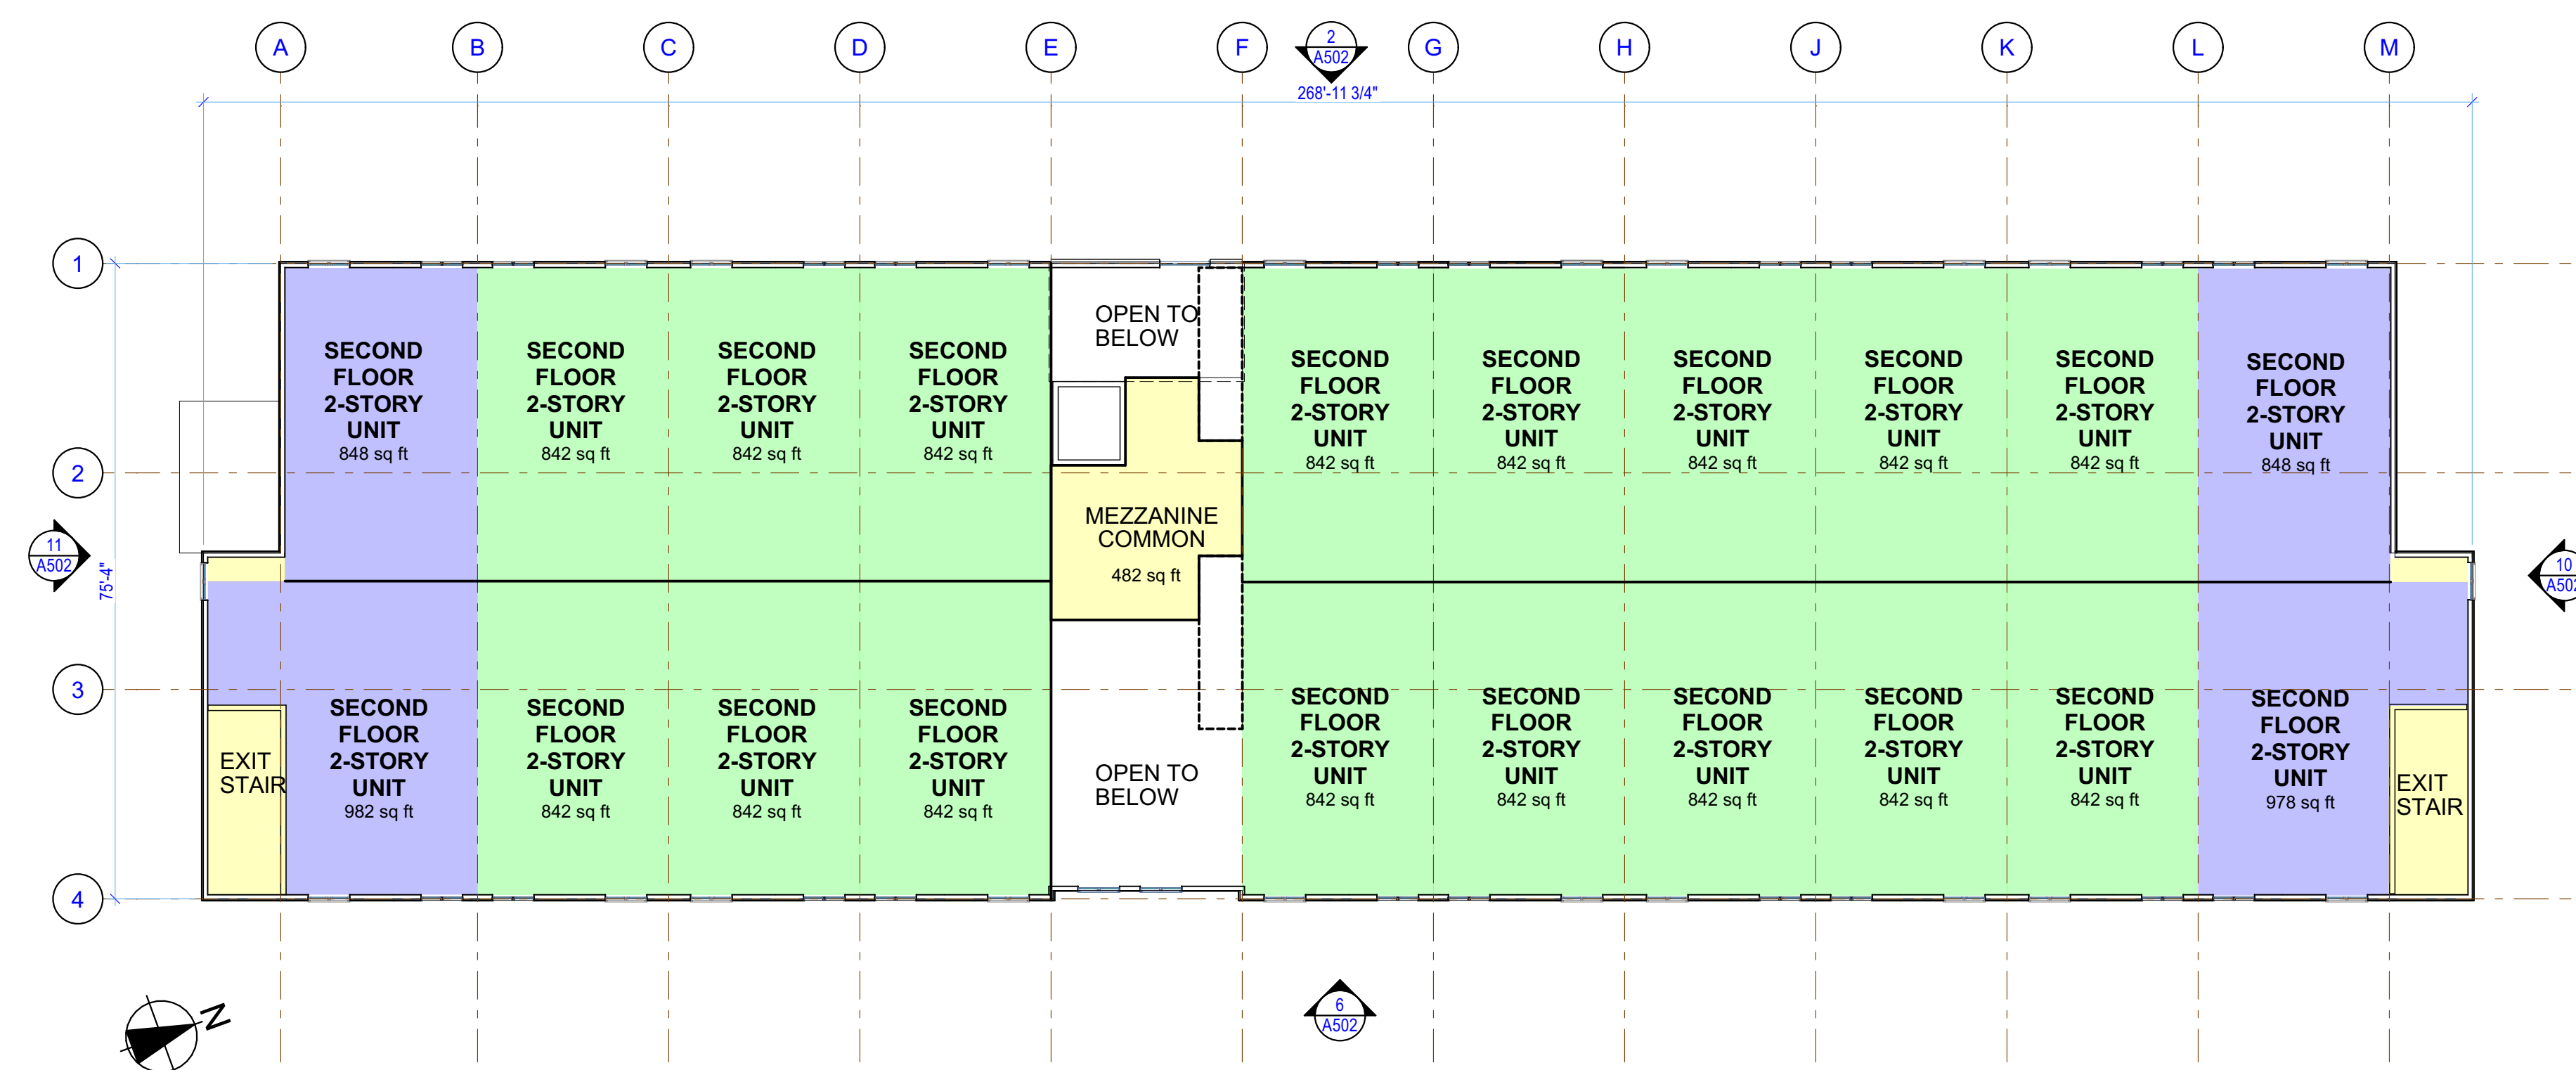 A
B
C
D
E
F
2
A502
G
H
J
K
L
M
268'-11 3/4"
1
2
3
4
75'-4"
11
A502
10
A502
6
A502
N
SECOND
FLOOR
2-STORY
UNIT
848 sq ft
SECOND
FLOOR
2-STORY
UNIT
842 sq ft
SECOND
FLOOR
2-STORY
UNIT
842 sq ft
SECOND
FLOOR
2-STORY
UNIT
842 sq ft
OPEN TO
BELOW
SECOND
FLOOR
2-STORY
UNIT
842 sq ft
SECOND
FLOOR
2-STORY
UNIT
842 sq ft
SECOND
FLOOR
2-STORY
UNIT
842 sq ft
SECOND
FLOOR
2-STORY
UNIT
842 sq ft
SECOND
FLOOR
2-STORY
UNIT
842 sq ft
SECOND
FLOOR
2-STORY
UNIT
848 sq ft
MEZZANINE
COMMON
482 sq ft
EXIT
STAIR
SECOND
FLOOR
2-STORY
UNIT
982 sq ft
SECOND
FLOOR
2-STORY
UNIT
842 sq ft
SECOND
FLOOR
2-STORY
UNIT
842 sq ft
SECOND
FLOOR
2-STORY
UNIT
842 sq ft
OPEN TO
BELOW
SECOND
FLOOR
2-STORY
UNIT
842 sq ft
SECOND
FLOOR
2-STORY
UNIT
842 sq ft
SECOND
FLOOR
2-STORY
UNIT
842 sq ft
SECOND
FLOOR
2-STORY
UNIT
842 sq ft
SECOND
FLOOR
2-STORY
UNIT
842 sq ft
SECOND
FLOOR
2-STORY
UNIT
978 sq ft
EXIT
STAIR